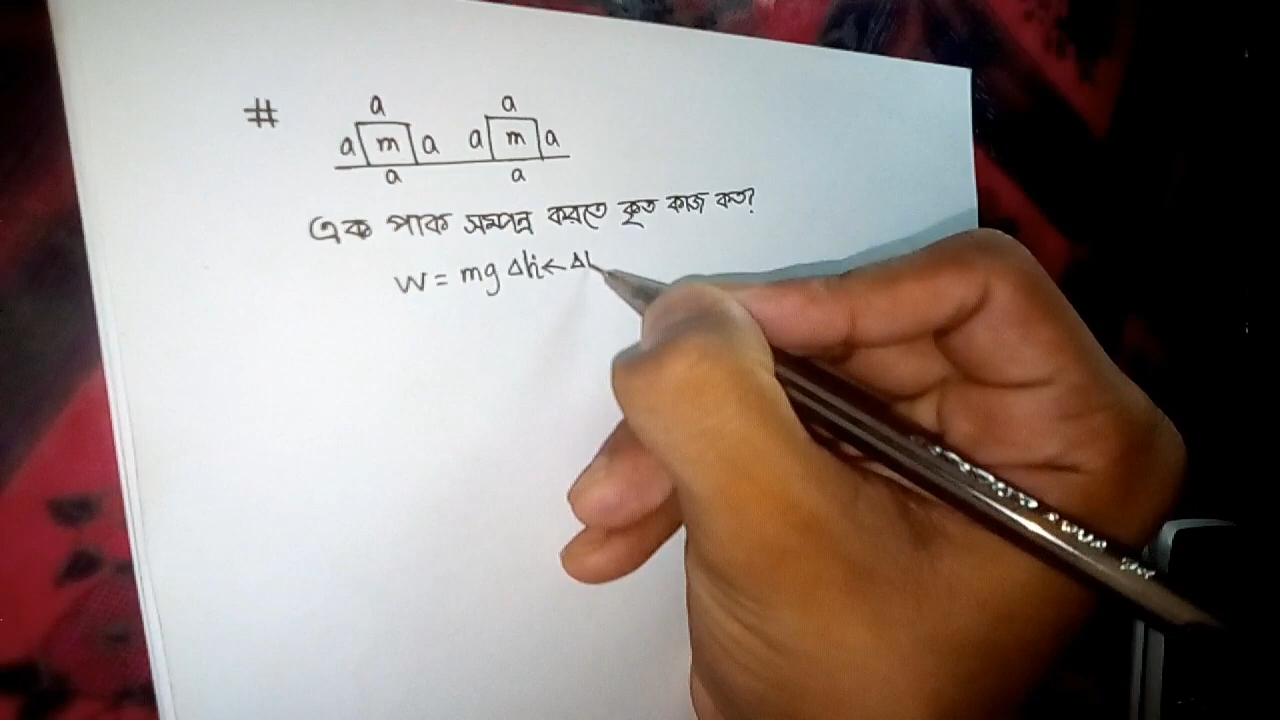 #
a a
a m a a m a
a a
এক পাক সম্পন্ন করতে কৃত কাজ কত?
W = mg Δh ← Δ